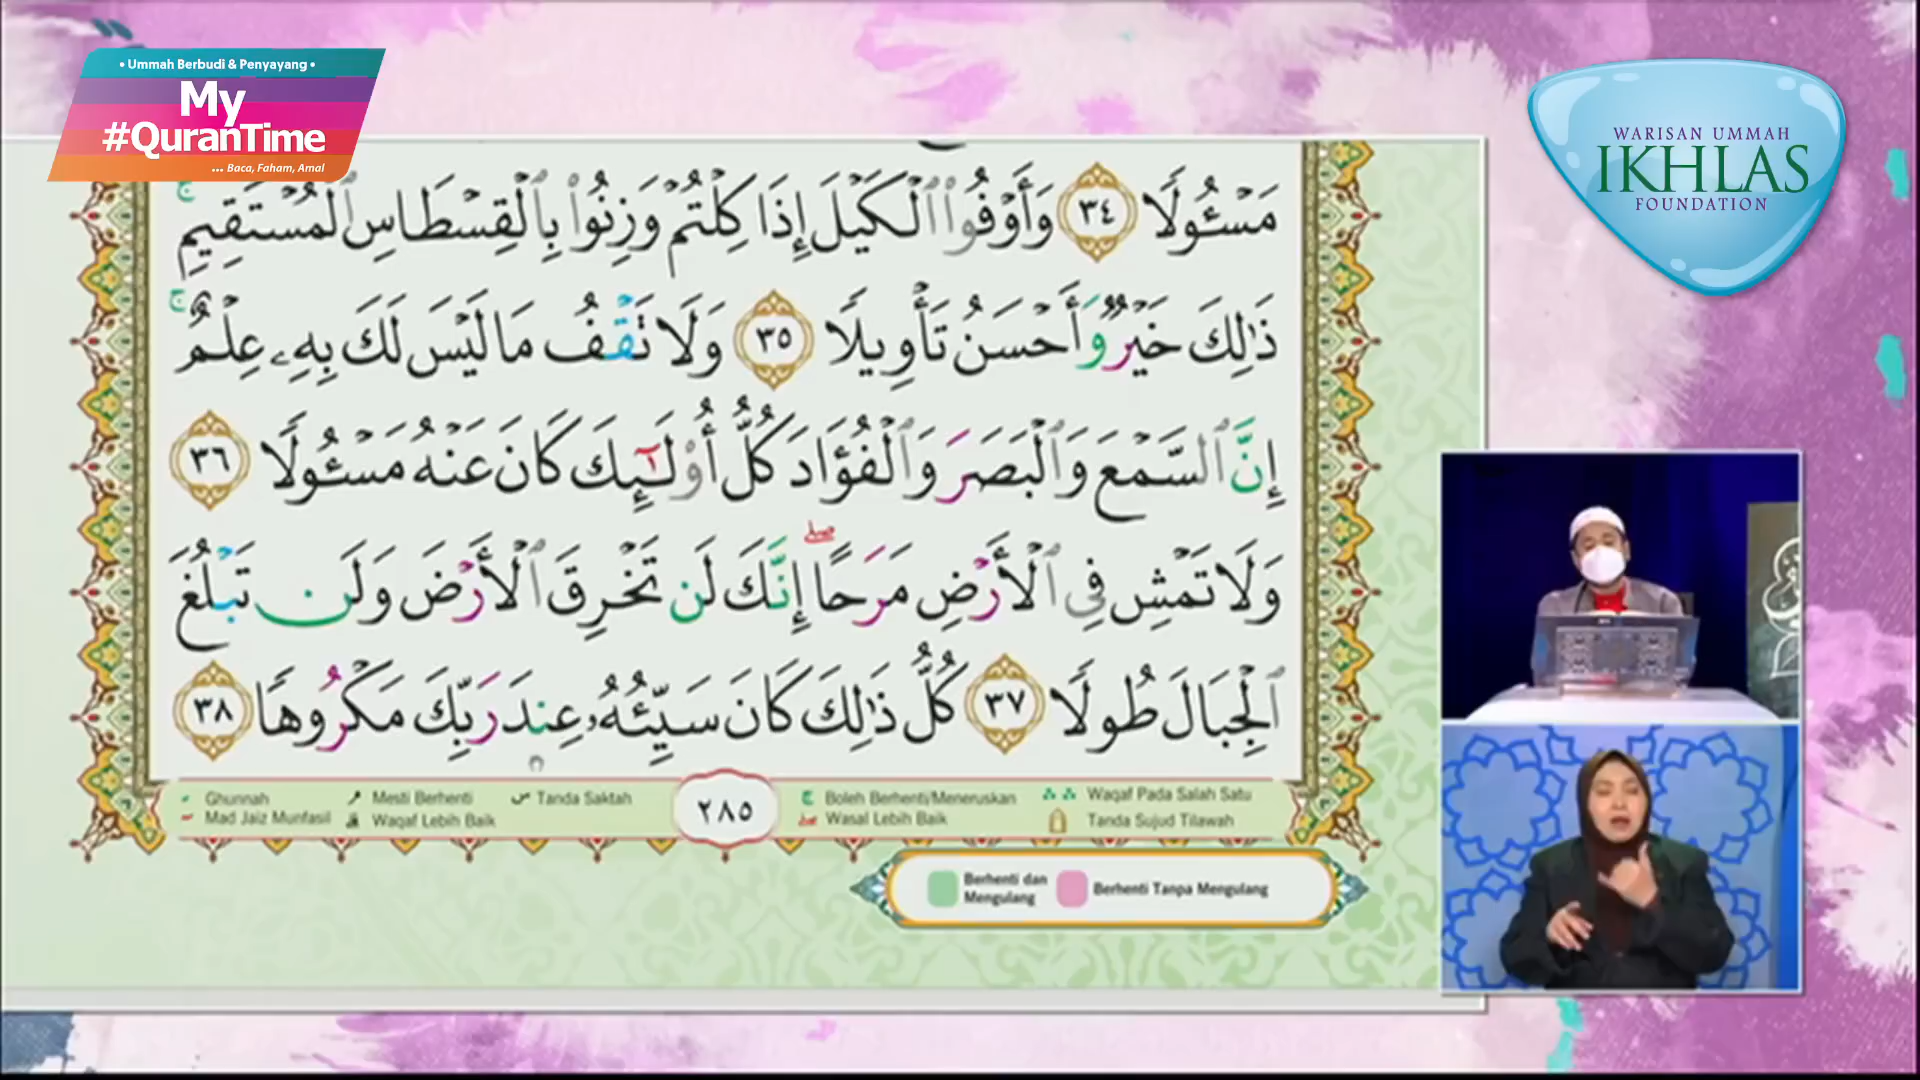 • Ummah Berbudi & Penyayang •
My
#QuranTime
... Baca, Faham, Amal
WARISAN UMMAH
IKHLAS
FOUNDATION
مَسْـُٔولًا ٣٤ وَأَوْفُوا۟ ٱلْكَيْلَ إِذَا كِلْتُمْ وَزِنُوا۟ بِٱلْقِسْطَاسِ ٱلْمُسْتَقِيمِ ۚ
ذَٰلِكَ خَيْرٌ وَأَحْسَنُ تَأْوِيلًا ٣٥ وَلَا تَقْفُ مَا لَيْسَ لَكَ بِهِۦ عِلْمٌ ۚ
إِنَّ ٱلسَّمْعَ وَٱلْبَصَرَ وَٱلْفُؤَادَ كُلُّ أُو۟لَـٰٓئِكَ كَانَ عَنْهُ مَسْـُٔولًا ٣٦
وَلَا تَمْشِ فِى ٱلْأَرْضِ مَرَحًا ۖ إِنَّكَ لَن تَخْرِقَ ٱلْأَرْضَ وَلَن تَبْلُغَ
ٱلْجِبَالَ طُولًا ٣٧ كُلُّ ذَٰلِكَ كَانَ سَيِّئُهُۥ عِندَ رَبِّكَ مَكْرُوهًا ٣٨
Ghunnah
Mesti Berhenti
Tanda Saktah
Mad Jaiz Munfasil
Waqaf Lebih Baik
٢٨٥
Boleh Berhenti/Meneruskan
Waqaf Pada Salah Satu
Wasal Lebih Baik
Tanda Sujud Tilawah
Berhenti dan
Mengulang
Berhenti Tanpa Mengulang